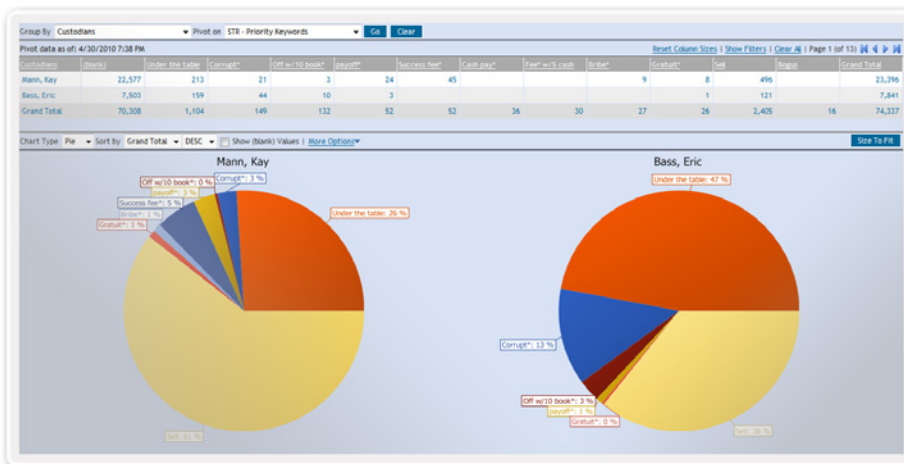 Group By Custodians Pivot on STR - Priority Keywords Go Clear
Pivot data as of: 4/30/2010 7:38 PM Reset Column Sizes | Show Filters | Clear All | Page 1 (of 13)
Custodians (blank) Under the table Corrupt* Off w/10 book* payoff* Success fee* Cash pay* Fee* w/5 cash Bribe* Gratuit* Sell Bogus Grand Total
Mann, Kay 22,577 213 21 3 24 45 9 8 496 23,396
Bass, Eric 7,503 159 44 10 3 1 121 7,841
Grand Total 70,308 1,104 149 132 52 52 36 30 27 26 2,405 16 74,337
Chart Type Pie Sort by Grand Total DESC Show (blank) Values | More Options Size To Fit
Mann, Kay
Off w/10 book*: 0 %
Corrupt*: 3 %
payoff*: 3 %
Success fee*: 5 %
Bribe*: 1 %
Gratuit*: 1 %
Under the table: 26 %
Sell: 61 %
Bass, Eric
Under the table: 47 %
Corrupt*: 13 %
Off w/10 book*: 3 %
payoff*: 1 %
Gratuit*: 0 %
Sell: 36 %